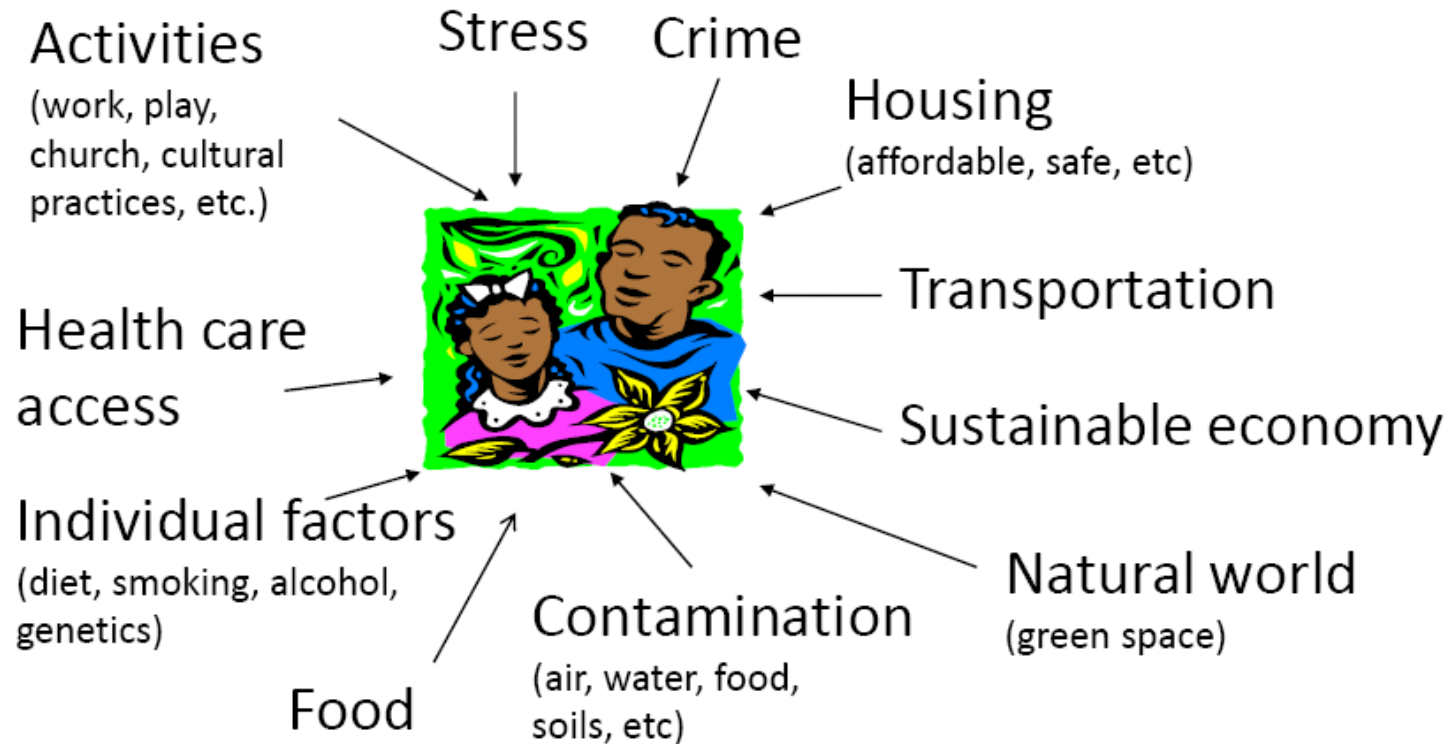 Activities
(work, play,
church, cultural
practices, etc.)
Stress
Crime
Housing
(affordable, safe, etc)
Transportation
Sustainable economy
Natural world
(green space)
Contamination
(air, water, food,
soils, etc)
Food
Individual factors
(diet, smoking, alcohol,
genetics)
Health care
access